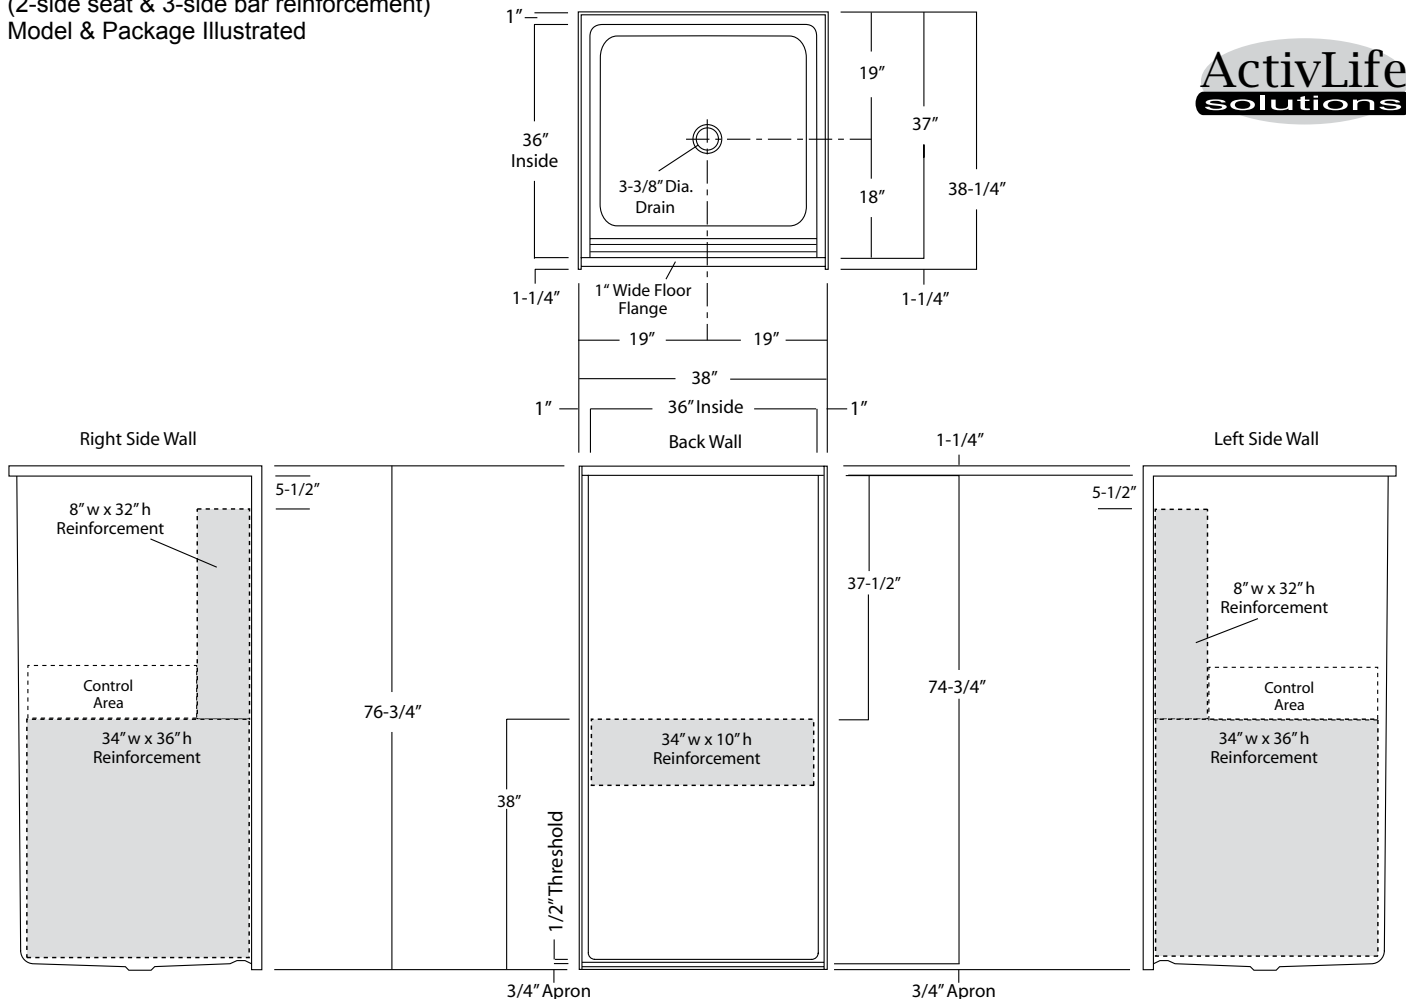 (2-side seat & 3-side bar reinforcement)
Model & Package Illustrated
ActivLife
solutions
1”
19”
37”
36”
Inside
3-3/8” Dia.
Drain
18”
38-1/4”
1-1/4”
1“ Wide Floor
Flange
1-1/4”
19”
19”
38”
1”
36” Inside
1”
Right Side Wall
Back Wall
1-1/4”
Left Side Wall
5-1/2”
5-1/2”
8” w x 32” h
Reinforcement
37-1/2”
8” w x 32” h
Reinforcement
Control
Area
76-3/4”
74-3/4”
Control
Area
34” w x 36” h
Reinforcement
34” w x 10” h
Reinforcement
34” w x 36” h
Reinforcement
38”
1/2” Threshold
3/4” Apron
3/4” Apron